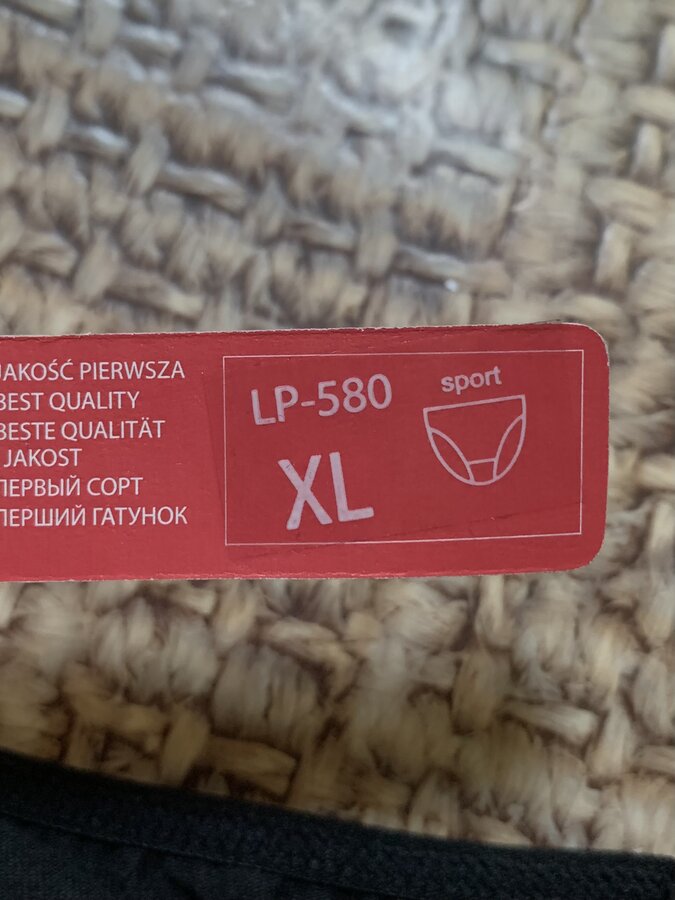 JAKOŚĆ PIERWSZA
BEST QUALITY
BESTE QUALITÄT
JAKOST
ПЕРВЫЙ СОРТ
ПЕРШИЙ ГАТУНОК
LP-580
sport
XL